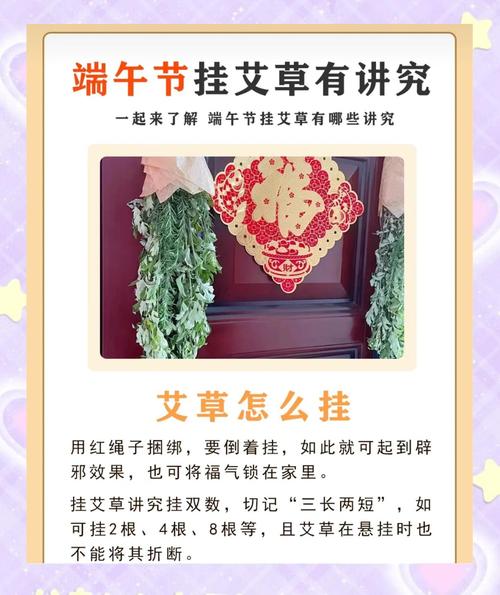 端午节挂艾草有讲究
一起来了解 端午节挂艾草有哪些讲究
福
财
艾草怎么挂
用红绳子捆绑，要倒着挂，如此就可起到辟
邪效果，也可将福气锁在家里。
挂艾草讲究挂双数，切记“三长两短”，如
可挂2根、4根、8根等，且艾草在悬挂时也
不能将其折断。